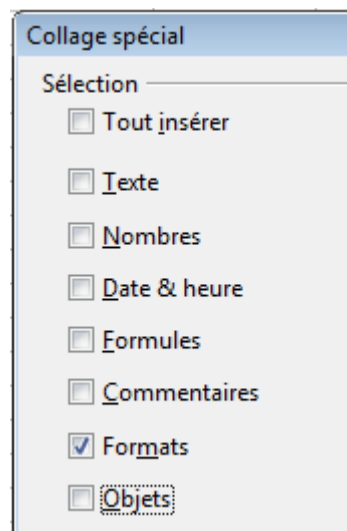 Collage spécial
Sélection
Tout insérer
Texte
Nombres
Date & heure
Formules
Commentaires
Formats
Objets